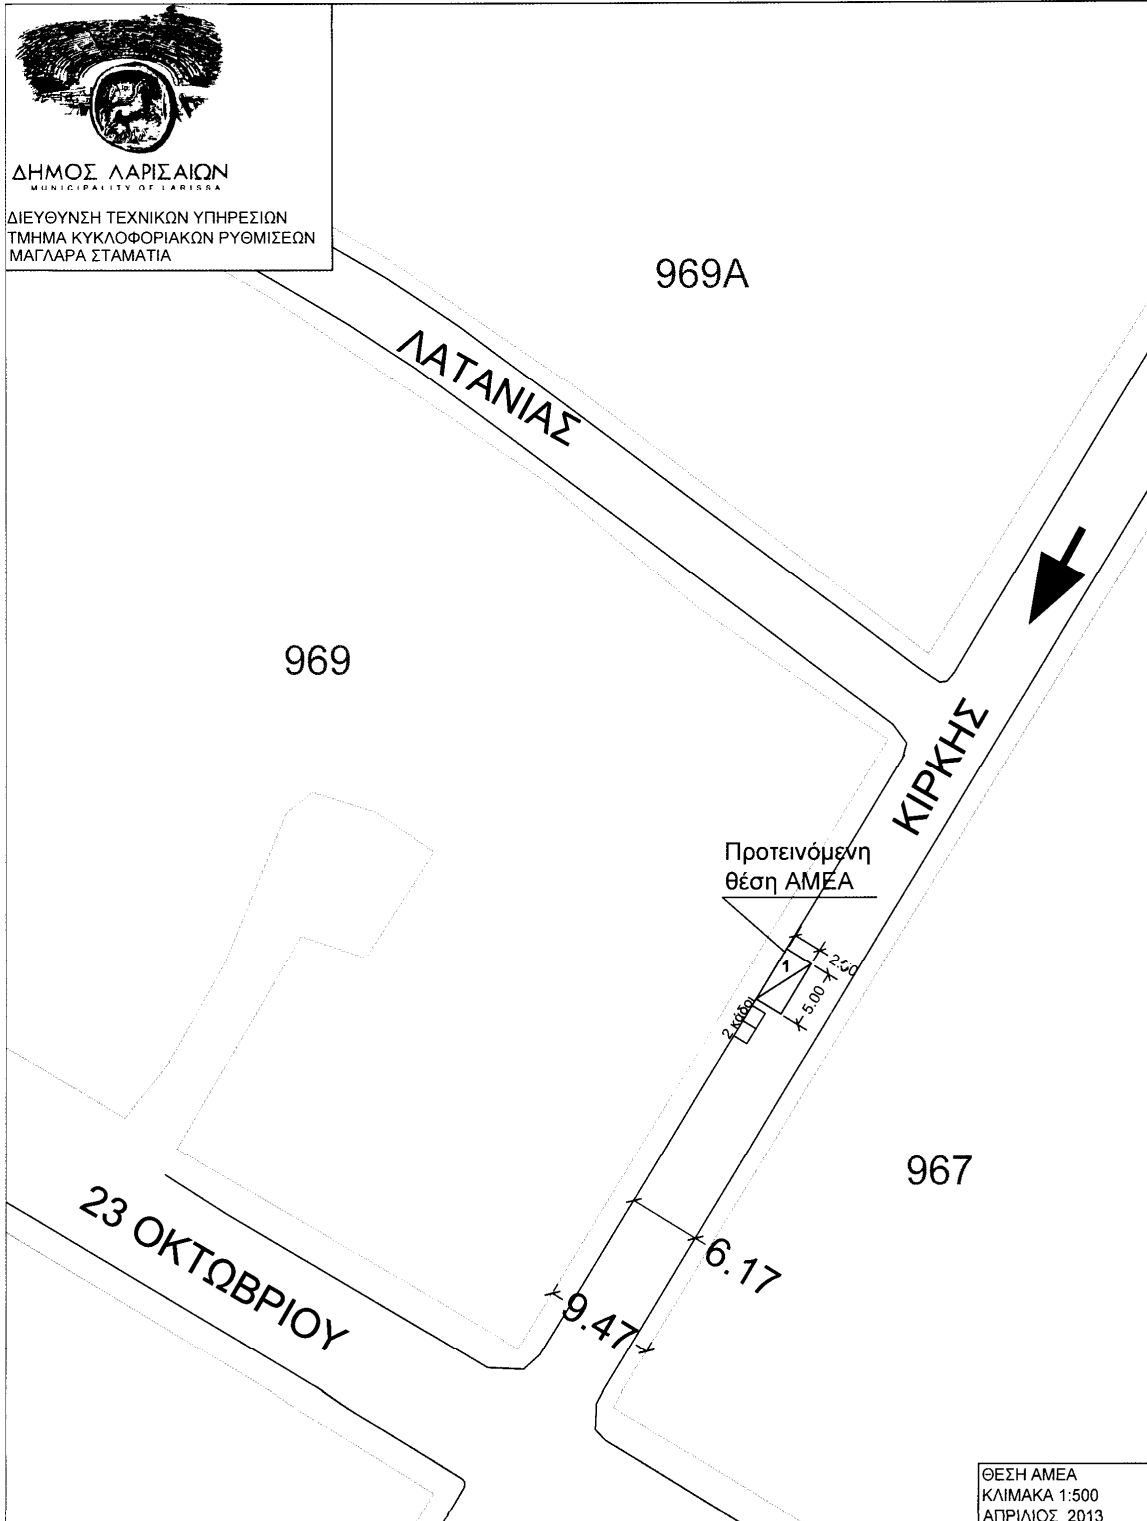 ΔΗΜΟΣ ΛΑΡΙΣΑΙΩΝ
MUNICIPALITY OF LARISSA
ΔΙΕΥΘΥΝΣΗ ΤΕΧΝΙΚΩΝ ΥΠΗΡΕΣΙΩΝ
ΤΜΗΜΑ ΚΥΚΛΟΦΟΡΙΑΚΩΝ ΡΥΘΜΙΣΕΩΝ
ΜΑΓΛΑΡΑ ΣΤΑΜΑΤΙΑ
969Α
ΛΑΤΑΝΙΑΣ
969
ΚΙΡΚΗΣ
Προτεινόμενη
θέση ΑΜΕΑ
1
5.00
2 κάδοι
967
23 ΟΚΤΩΒΡΙΟΥ
6.17
9.47
ΘΕΣΗ ΑΜΕΑ
ΚΛΙΜΑΚΑ 1:500
ΑΠΡΙΛΙΟΣ 2013